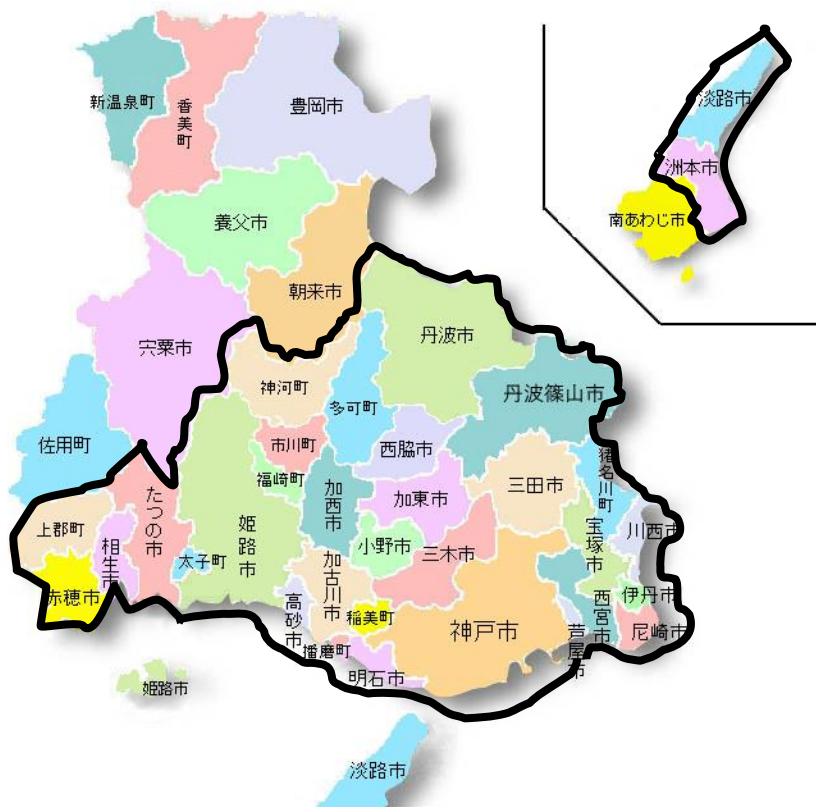 新温泉町
香美町
豊岡市
養父市
朝来市
宍粟市
佐用町
神河町
多可町
丹波市
丹波篠山市
市川町
西脇市
福崎町
加西市
加東市
三田市
猪名川町
たつの市
上郡町
相生市
赤穂市
太子町
姫路市
小野市
三木市
宝塚市
川西市
加古川市
高砂市
稲美町
播磨町
明石市
神戸市
芦屋市
西宮市
伊丹市
尼崎市
姫路市
淡路市
淡路市
洲本市
南あわじ市